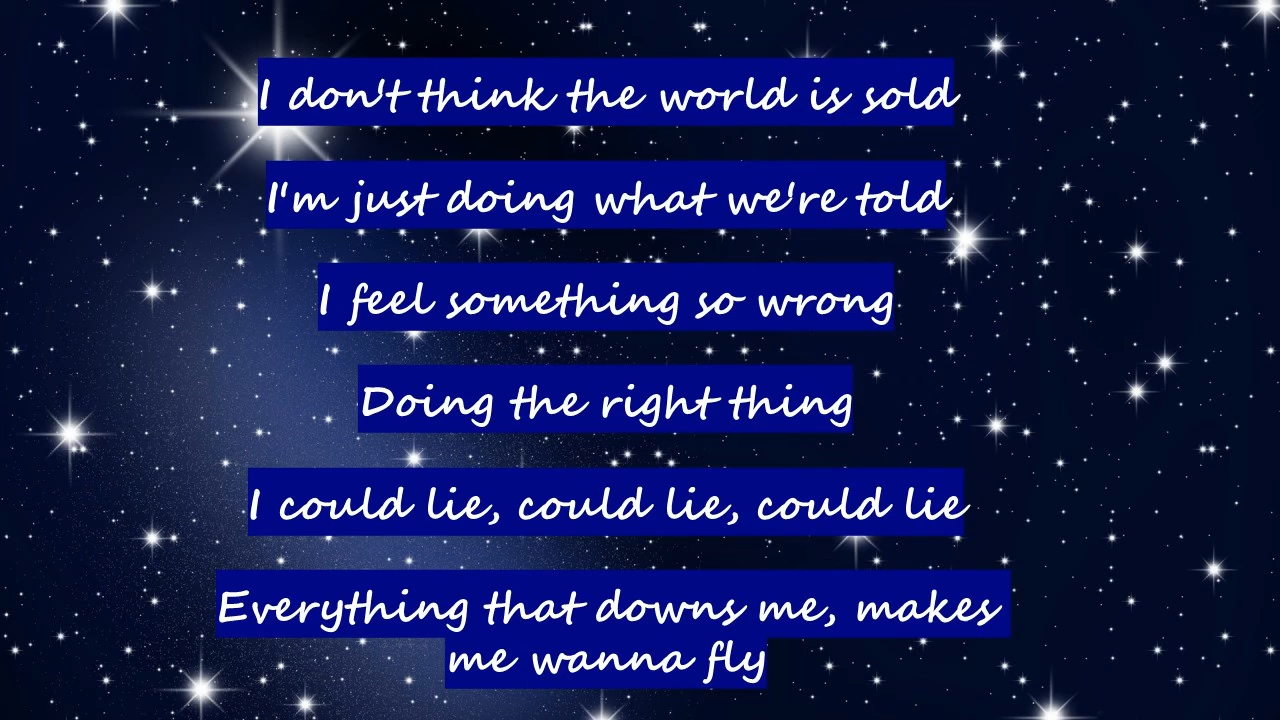 I don't think the world is sold
I'm just doing what we're told
I feel something so wrong
Doing the right thing
I could lie, could lie, could lie
Everything that downs me, makes
me wanna fly